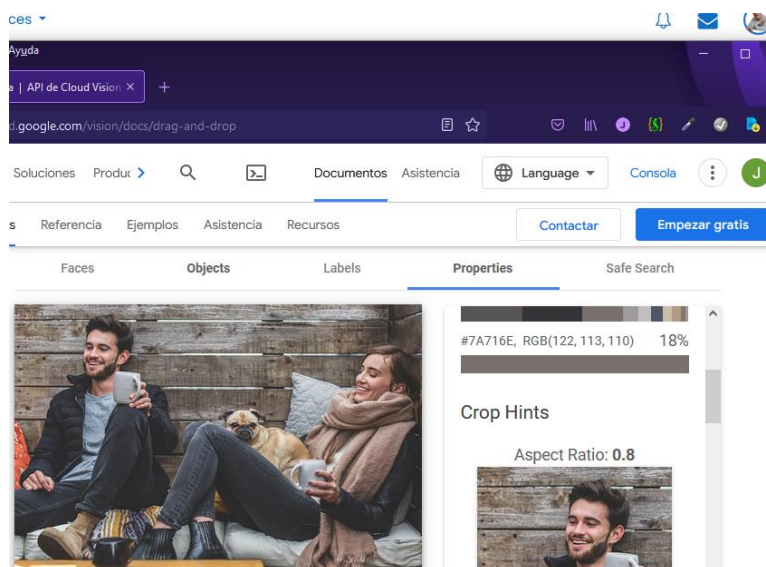 ces
Ayuda
a | API de Cloud Vision
d.google.com/vision/docs/drag-and-drop
J
{$}
Soluciones Produc
Documentos Asistencia Language Consola J
s Referencia Ejemplos Asistencia Recursos Contactar Empezar gratis
Faces Objects Labels Properties Safe Search
#7A716E, RGB(122, 113, 110) 18%
Crop Hints
Aspect Ratio: 0.8